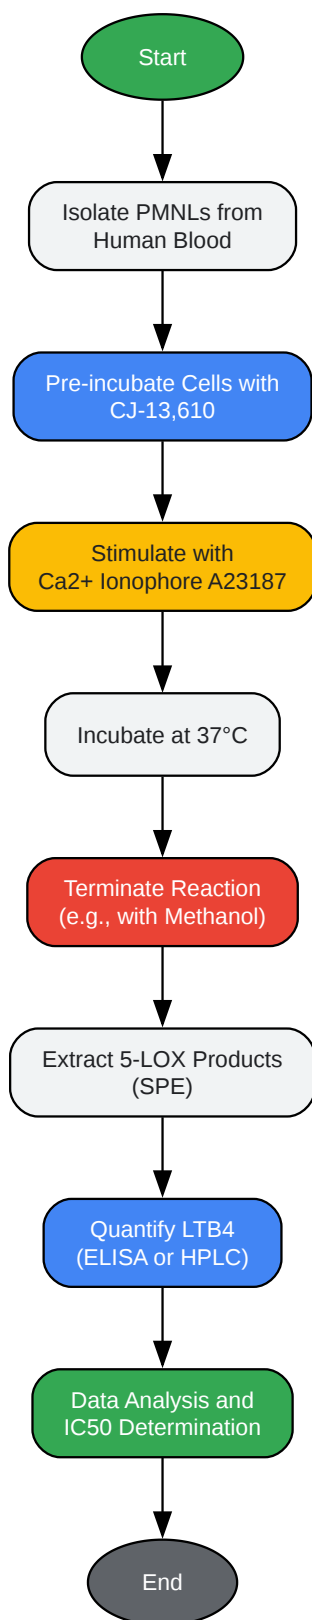 Start
Isolate PMNLs from
Human Blood
Pre-incubate Cells with
CJ-13,610
Stimulate with
Ca2+ Ionophore A23187
Incubate at 37°C
Terminate Reaction
(e.g., with Methanol)
Extract 5-LOX Products
(SPE)
Quantify LTB4
(ELISA or HPLC)
Data Analysis and
IC50 Determination
End